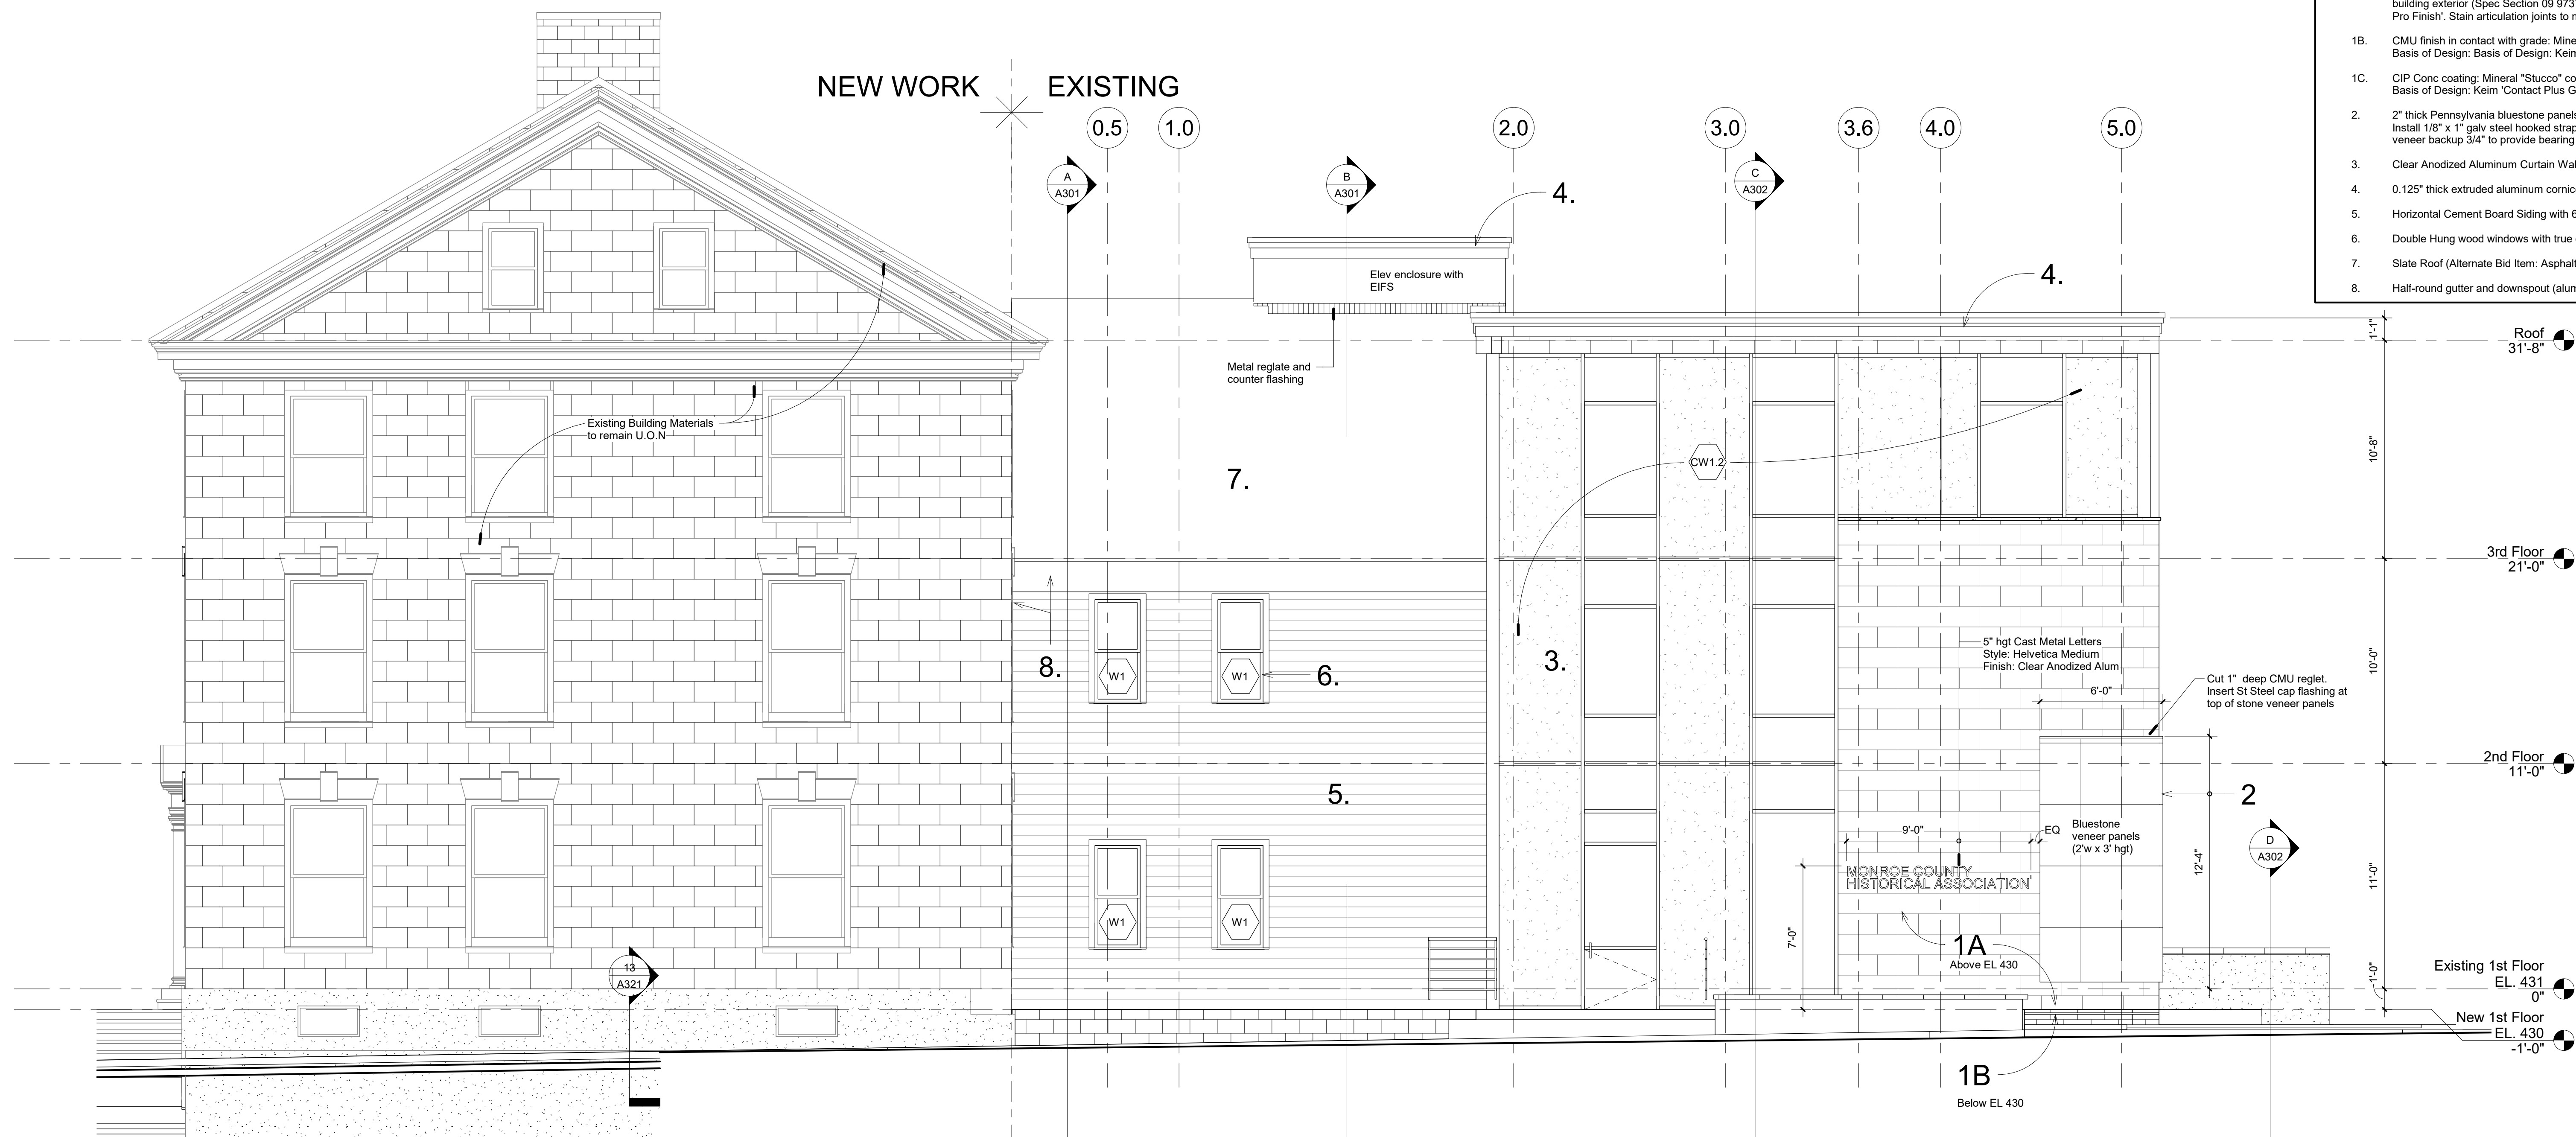 building exterior (Spec Section 09 973
Pro Finish'. Stain articulation joints to m
1B. CMU finish in contact with grade: Mine
Basis of Design: Basis of Design: Keim
1C. CIP Conc coating: Mineral "Stucco" co
Basis of Design: Keim 'Contact Plus G
2. 2" thick Pennsylvania bluestone panels
Install 1/8" x 1" galv steel hooked strap
veneer backup 3/4" to provide bearing
3. Clear Anodized Aluminum Curtain Wal
4. 0.125" thick extruded aluminum cornic
5. Horizontal Cement Board Siding with 6
6. Double Hung wood windows with true
7. Slate Roof (Alternate Bid Item: Asphalt
8. Half-round gutter and downspout (alum
NEW WORK
EXISTING
0.5
1.0
2.0
3.0
3.6
4.0
5.0
A
A301
B
A301
C
A302
4.
4.
Elev enclosure with
EIFS
Metal reglate and
counter flashing
Existing Building Materials
to remain U.O.N
7.
CW1.2
3.
8.
W1
W1
6.
5.
W1
W1
5" hgt Cast Metal Letters
Style: Helvetica Medium
Finish: Clear Anodized Alum
6'-0"
Cut 1" deep CMU reglet.
Insert St Steel cap flashing at
top of stone veneer panels
2
9'-0"
EQ
Bluestone
veneer panels
(2'w x 3' hgt)
12'-4"
D
A302
MONROE COUNTY
HISTORICAL ASSOCIATION
7'-0"
1A
Above EL 430
1B
Below EL 430
13
A321
1'-1"
10'-8"
10'-0"
11'-0"
1'-0"
Roof
31'-8"
3rd Floor
21'-0"
2nd Floor
11'-0"
Existing 1st Floor
EL. 431
0"
New 1st Floor
EL. 430
-1'-0"